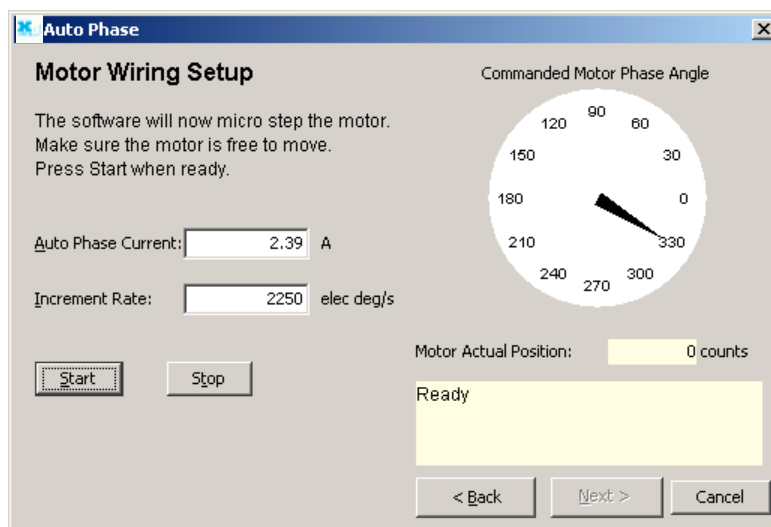 Auto Phase
Motor Wiring Setup
The software will now micro step the motor.
Make sure the motor is free to move.
Press Start when ready.
Auto Phase Current: 2.39 A
Increment Rate: 2250 elec deg/s
Start Stop
Commanded Motor Phase Angle
90
120 60
150 30
180 0
210 330
240 300
270
Motor Actual Position: 0 counts
Ready
< Back Next > Cancel